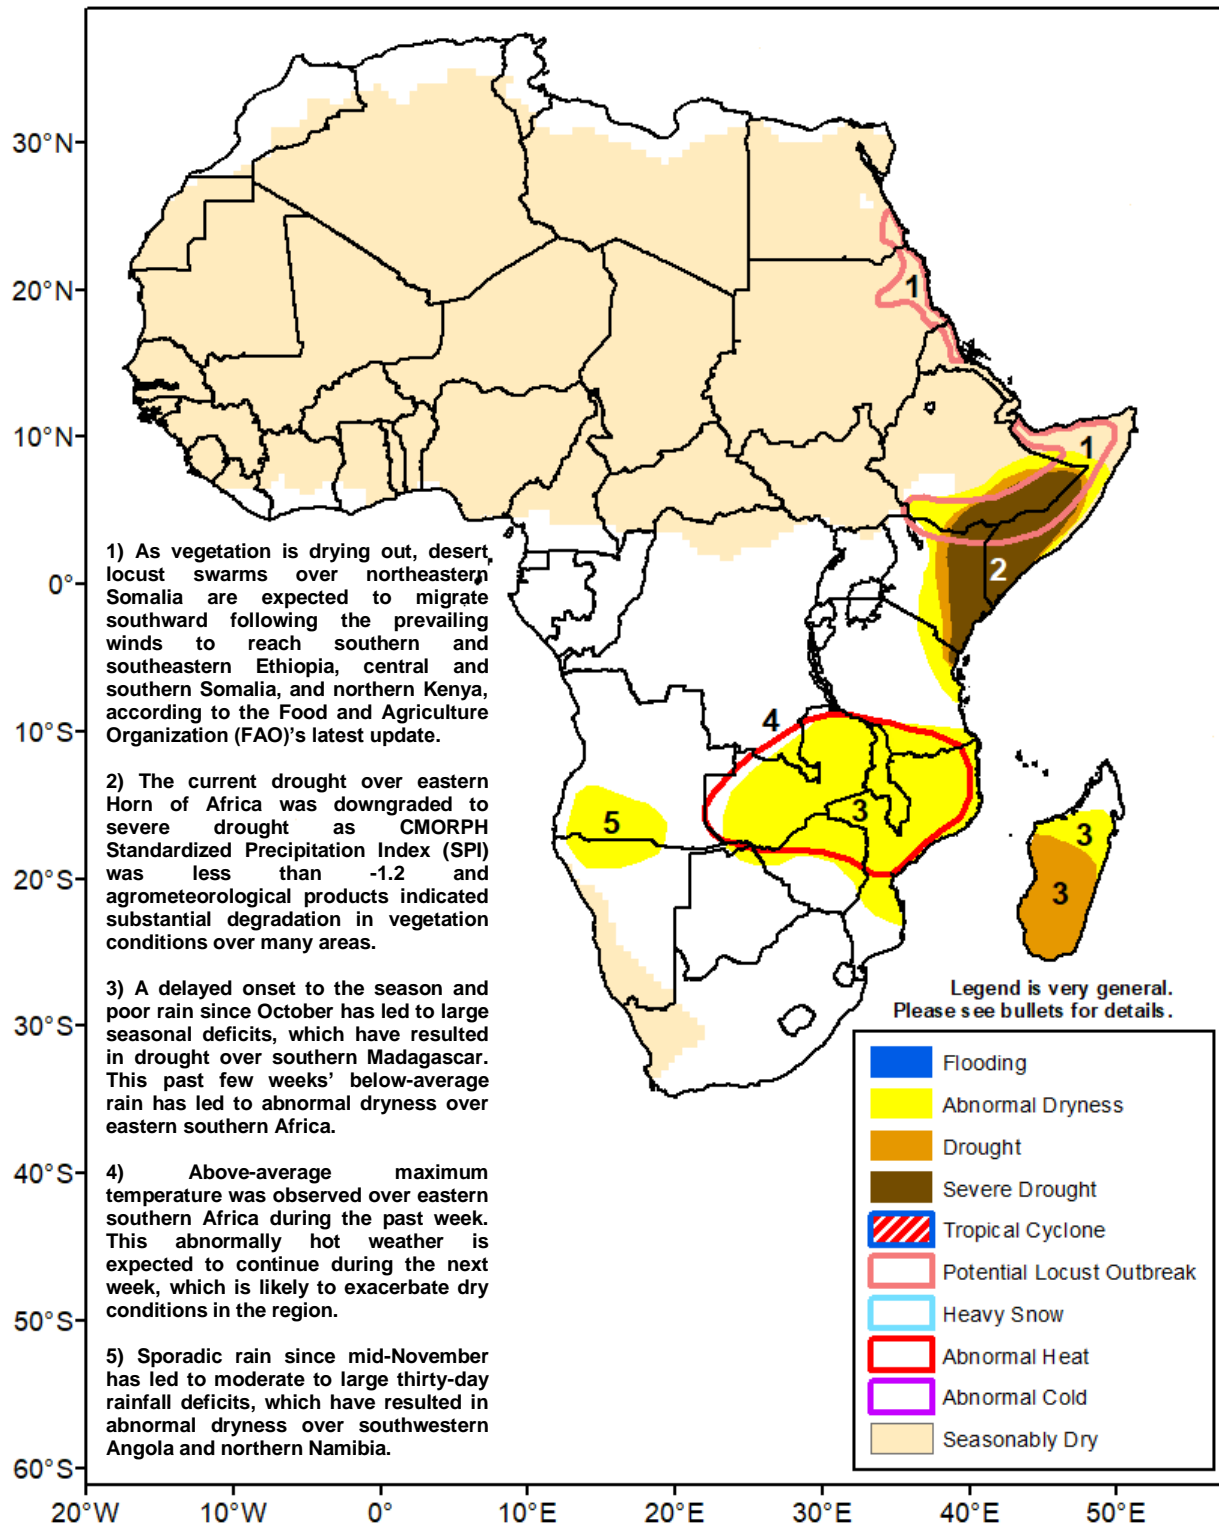 30°N
20°N
10°N
0°
10°S
20°S
30°S
40°S
50°S
60°S
20°W
10°W
0°
10°E
20°E
30°E
40°E
50°E
1
1
2
4
3
5
3
3
1) As vegetation is drying out, desert
locust swarms over northeastern
Somalia are expected to migrate
southward following the prevailing
winds to reach southern and
southeastern Ethiopia, central and
southern Somalia, and northern Kenya,
according to the Food and Agriculture
Organization (FAO)'s latest update.
2) The current drought over eastern
Horn of Africa was downgraded to
severe drought as CMORPH
Standardized Precipitation Index (SPI)
was less than -1.2 and
agrometeorological products indicated
substantial degradation in vegetation
conditions over many areas.
3) A delayed onset to the season and
poor rain since October has led to large
seasonal deficits, which have resulted
in drought over southern Madagascar.
This past few weeks' below-average
rain has led to abnormal dryness over
eastern southern Africa.
4) Above-average maximum
temperature was observed over eastern
southern Africa during the past week.
This abnormally hot weather is
expected to continue during the next
week, which is likely to exacerbate dry
conditions in the region.
5) Sporadic rain since mid-November
has led to moderate to large thirty-day
rainfall deficits, which have resulted in
abnormal dryness over southwestern
Angola and northern Namibia.
Legend is very general.
Please see bullets for details.
Flooding
Abnormal Dryness
Drought
Severe Drought
Tropical Cyclone
Potential Locust Outbreak
Heavy Snow
Abnormal Heat
Abnormal Cold
Seasonably Dry